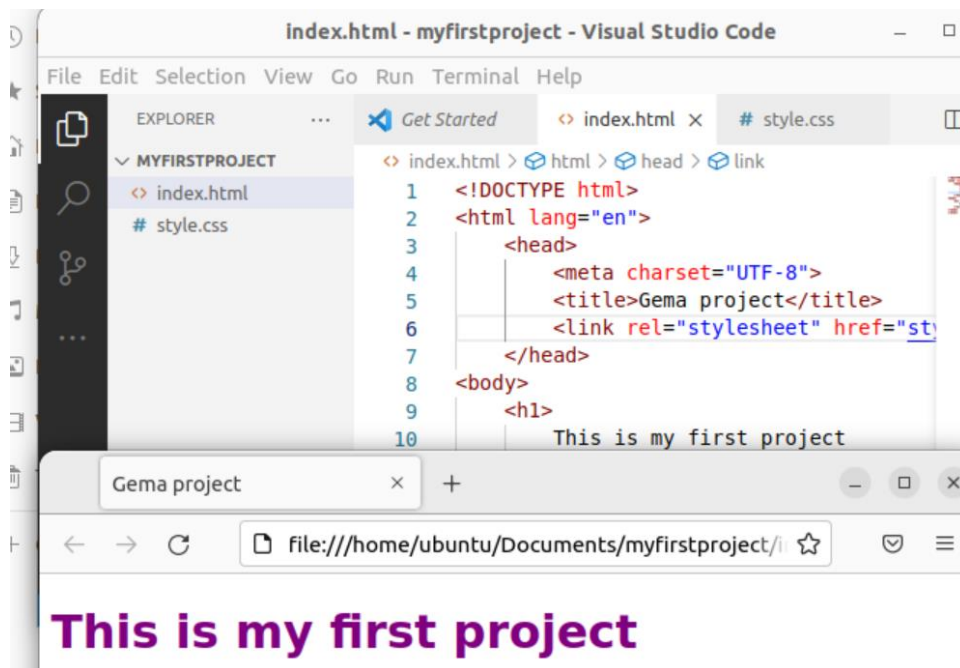 index.html - myfirstproject - Visual Studio Code
File Edit Selection View Go Run Terminal Help
EXPLORER ··· Get Started <> index.html × # style.css
MYFIRSTPROJECT <> index.html > html > head > link
<> index.html
# style.css
1 <!DOCTYPE html>
2 <html lang="en">
3 <head>
4 <meta charset="UTF-8">
5 <title>Gema project</title>
6 <link rel="stylesheet" href="sty
7 </head>
8 <body>
9 <h1>
10 This is my first project
Gema project × +
file:///home/ubuntu/Documents/myfirstproject/i
This is my first project